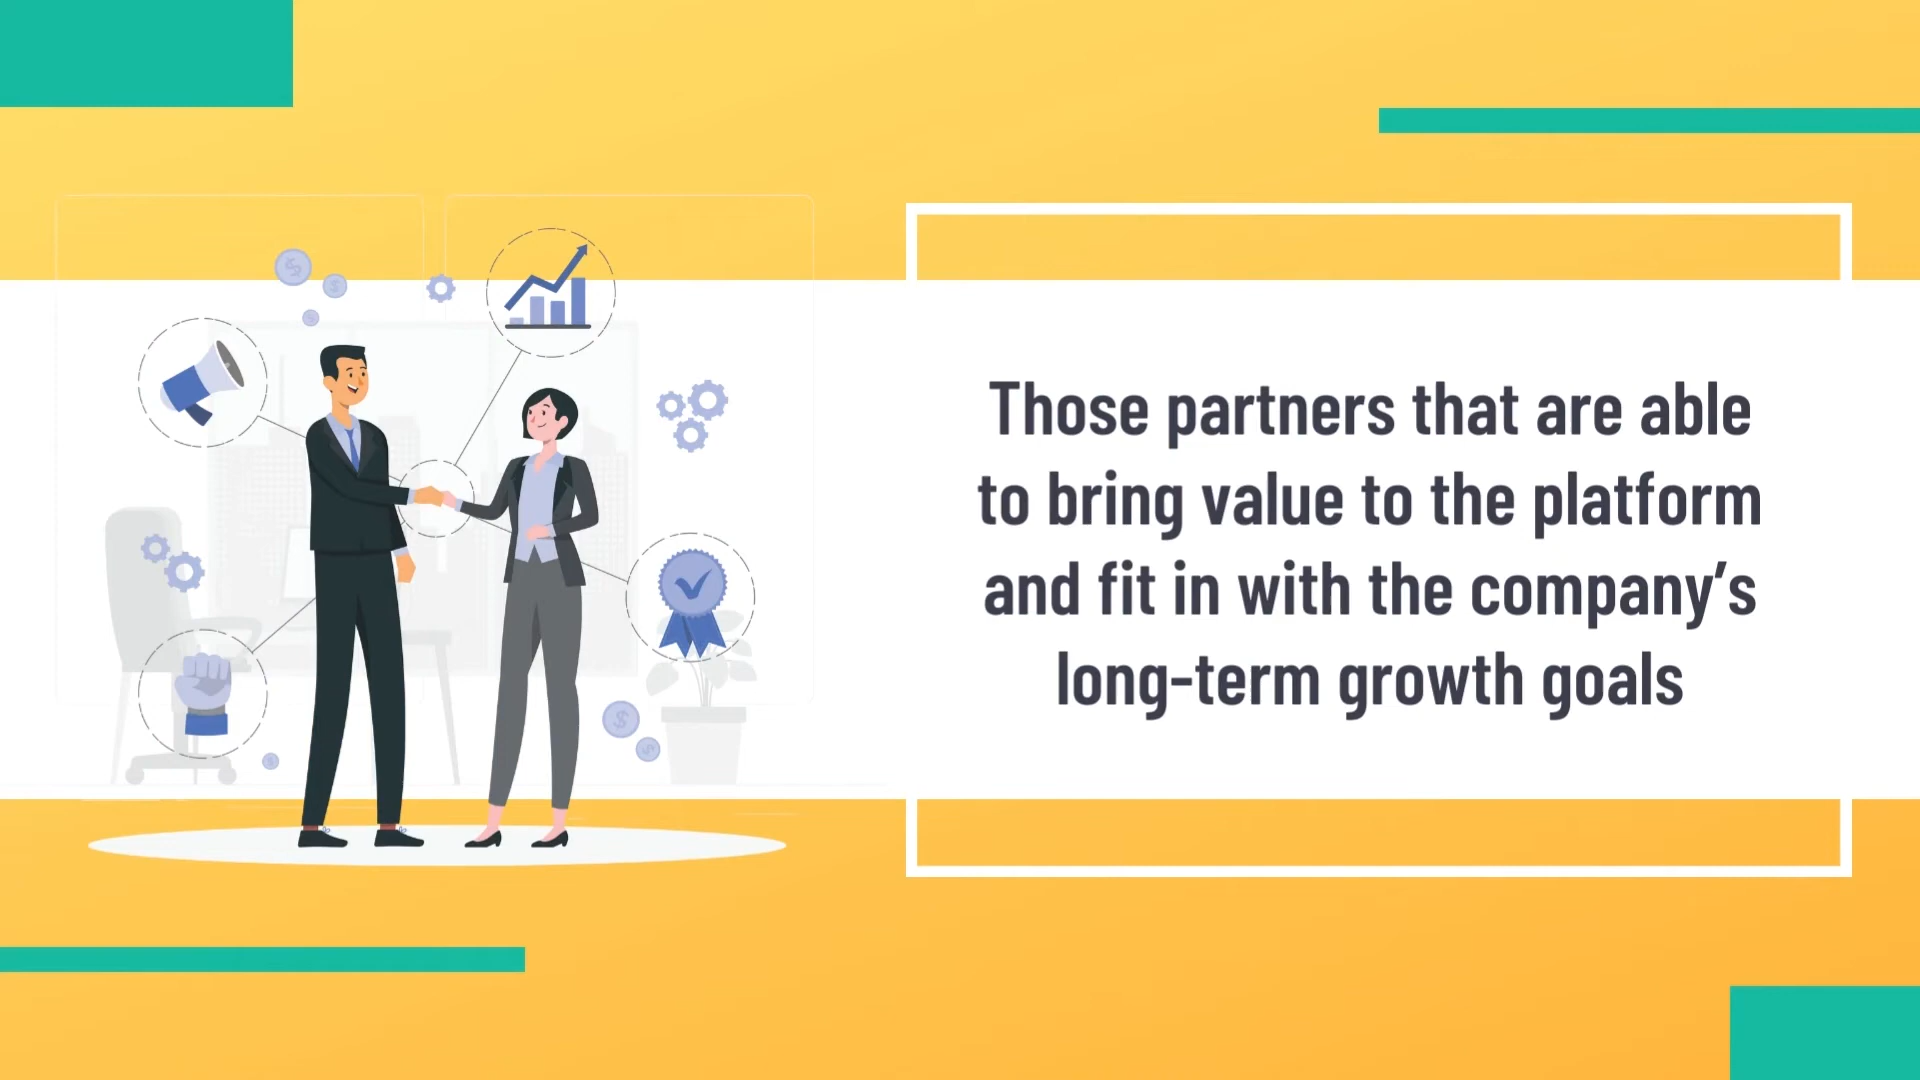 Those partners that are able
to bring value to the platform
and fit in with the company’s
long-term growth goals